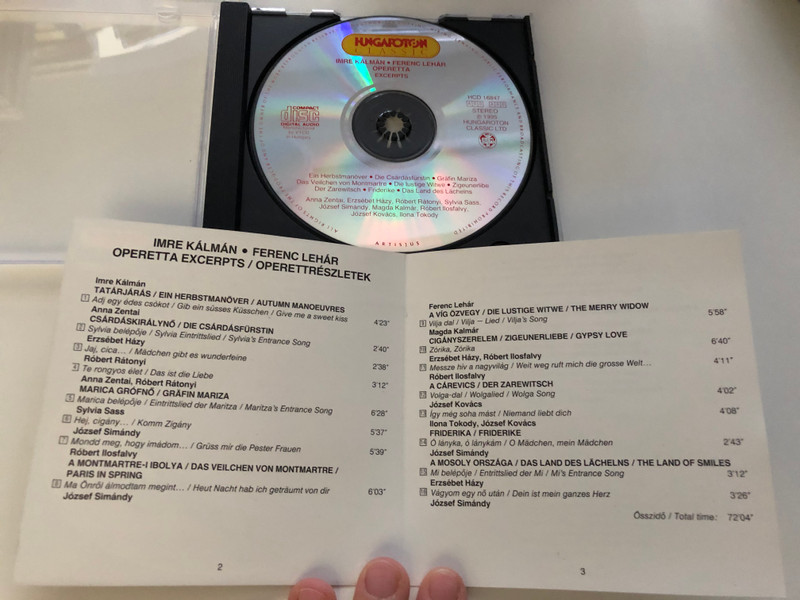 HUNGAROTON
CLASSIC
IMRE KÁLMÁN • FERENC LEHÁR
OPERETTA
EXCERPTS
COMPACT
disc
DIGITAL AUDIO
HCD 16847
STEREO
HUNGAROTON
CLASSIC LTD
Ein Herbstmanöver • Die Csárdásfürstin • Gräfin Mariza
Das Veilchen von Montmartre • Die lustige Witwe • Zigeunerliebe
Der Zarewitsch • Friderike • Das Land des Lächelns
Anna Zentai, Erzsébet Házy, Róbert Rátonyi, Sylvia Sass,
József Simándy, Magda Kalmár, Róbert Ilosfalvy,
József Kovács, Ilona Tokody
IMRE KÁLMÁN • FERENC LEHÁR
OPERETTA EXCERPTS / OPERETTRÉSZLETEK
Imre Kálmán
TATÁRJÁRÁS / EIN HERBSTMANÖVER / AUTUMN MANOEUVRES
1 Adj egy édes csókot / Gib ein süsses Küsschen / Give me a sweet kiss 4'23"
Anna Zentai
CSÁRDÁSKIRÁLYNŐ / DIE CSÁRDÁSFÜRSTIN
2 Sylvia belépője / Sylvia Eintrittslied / Sylvia's Entrance Song 2'40"
Erzsébet Házy
3 Jaj, cica... / Mädchen gibt es wunderfeine 2'38"
Róbert Rátonyi
4 Te rongyos élet / Das ist die Liebe 3'12"
Anna Zentai, Róbert Rátonyi
MARICA GRÓFNŐ / GRÄFIN MARIZA
5 Marica belépője / Eintrittslied der Maritza / Maritza's Entrance Song 6'28"
Sylvia Sass
6 Hej, cigány... / Komm Zigány 5'37"
József Simándy
7 Mondd meg, hogy imádom... / Grüss mir die Pester Frauen 5'39"
Róbert Ilosfalvy
A MONTMARTRE-I IBOLYA / DAS VEILCHEN VON MONTMARTRE /
PARIS IN SPRING
8 Ma Önről álmodtam megint... / Heut Nacht hab ich geträumt von dir 6'03"
József Simándy
2
Ferenc Lehár
A VÍG ÖZVEGY / DIE LUSTIGE WITWE / THE MERRY WIDOW
9 Vilja dal / Vilja – Lied / Vilja's Song 5'58"
Magda Kalmár
CIGÁNYSZERELEM / ZIGEUNERLIEBE / GYPSY LOVE
10 Zórika, Zórika 6'40"
Erzsébet Házy, Róbert Ilosfalvy
11 Messze hív a nagyvilág / Weit weg ruft mich die grosse Welt... 4'11"
Róbert Ilosfalvy
A CÁREVICS / DER ZAREWITSCH
12 Volga-dal / Wolgalied / Wolga Song 4'02"
József Kovács
13 Így még soha mást / Niemand liebt dich 4'08"
Ilona Tokody, József Kovács
FRIDERIKA / FRIDERIKE
14 Ó lányka, ó lánykám / O Mädchen, mein Mädchen 2'43"
József Simándy
A MOSOLY ORSZÁGA / DAS LAND DES LÄCHELNS / THE LAND OF SMILES
15 Mi belépője / Entrittslied der Mi / Mi's Entrance Song 3'12"
Erzsébet Házy
16 Vágyom egy nő után / Dein ist mein ganzes Herz 3'26"
József Simándy
Összidő / Total time: 72'04"
3